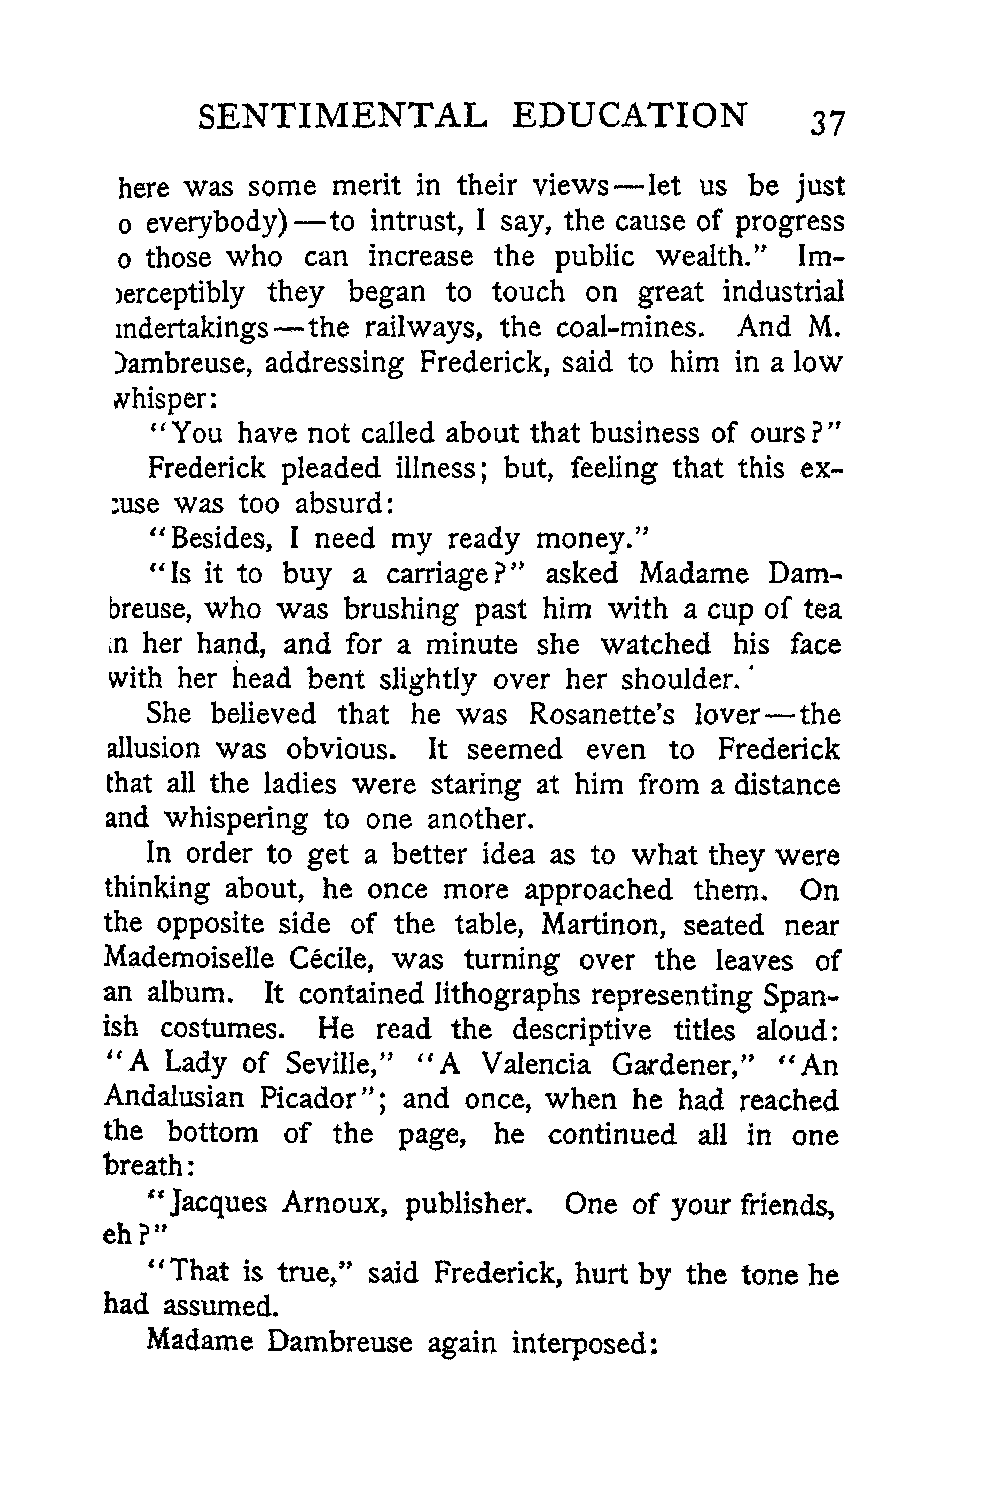 SENTIMENTAL EDUCATION 37
here was some merit in their views—let us be just
o everybody)—to intrust, I say, the cause of progress
o those who can increase the public wealth." Im-
perceptibly they began to touch on great industrial
undertakings—the railways, the coal-mines. And M.
Dambreuse, addressing Frederick, said to him in a low
whisper:
"You have not called about that business of ours?"
Frederick pleaded illness; but, feeling that this ex-
cuse was too absurd:
"Besides, I need my ready money."
"Is it to buy a carriage?" asked Madame Dam-
breuse, who was brushing past him with a cup of tea
in her hand, and for a minute she watched his face
with her head bent slightly over her shoulder.
She believed that he was Rosanette's lover—the
allusion was obvious. It seemed even to Frederick
that all the ladies were staring at him from a distance
and whispering to one another.
In order to get a better idea as to what they were
thinking about, he once more approached them. On
the opposite side of the table, Martinon, seated near
Mademoiselle Cécile, was turning over the leaves of
an album. It contained lithographs representing Span-
ish costumes. He read the descriptive titles aloud:
"A Lady of Seville," "A Valencia Gardener," "An
Andalusian Picador"; and once, when he had reached
the bottom of the page, he continued all in one
breath:
"Jacques Arnoux, publisher. One of your friends,
eh?"
"That is true," said Frederick, hurt by the tone he
had assumed.
Madame Dambreuse again interposed: